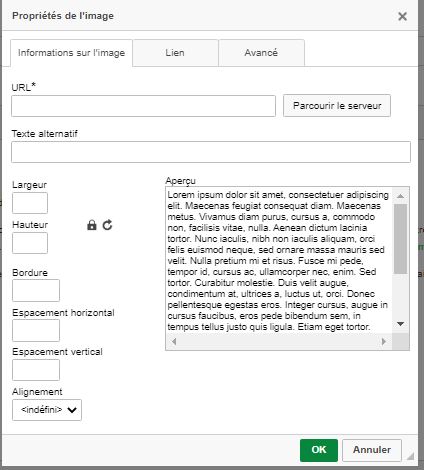 Propriétés de l'image
Informations sur l'image
Lien
Avancé
URL*
Parcourir le serveur
Texte alternatif
Largeur
Hauteur
Bordure
Espacement horizontal
Espacement vertical
Alignement
<indéfini>
Aperçu
Lorem ipsum dolor sit amet, consectetuer adipiscing
elit. Maecenas feugiat consequat diam. Maecenas
metus. Vivamus diam purus, cursus a, commodo
non, facilisis vitae, nulla. Aenean dictum lacinia
tortor. Nunc iaculis, nibh non iaculis aliquam, orci
felis euismod neque, sed ornare massa mauris sed
velit. Nulla pretium mi et risus. Fusce mi pede,
tempor id, cursus ac, ullamcorper nec, enim. Sed
tortor. Curabitur molestie. Duis velit augue,
condimentum at, ultrices a, luctus ut, orci. Donec
pellentesque egestas eros. Integer cursus, augue in
cursus faucibus, eros pede bibendum sem, in
tempus tellus justo quis ligula. Etiam eget tortor.
OK
Annuler